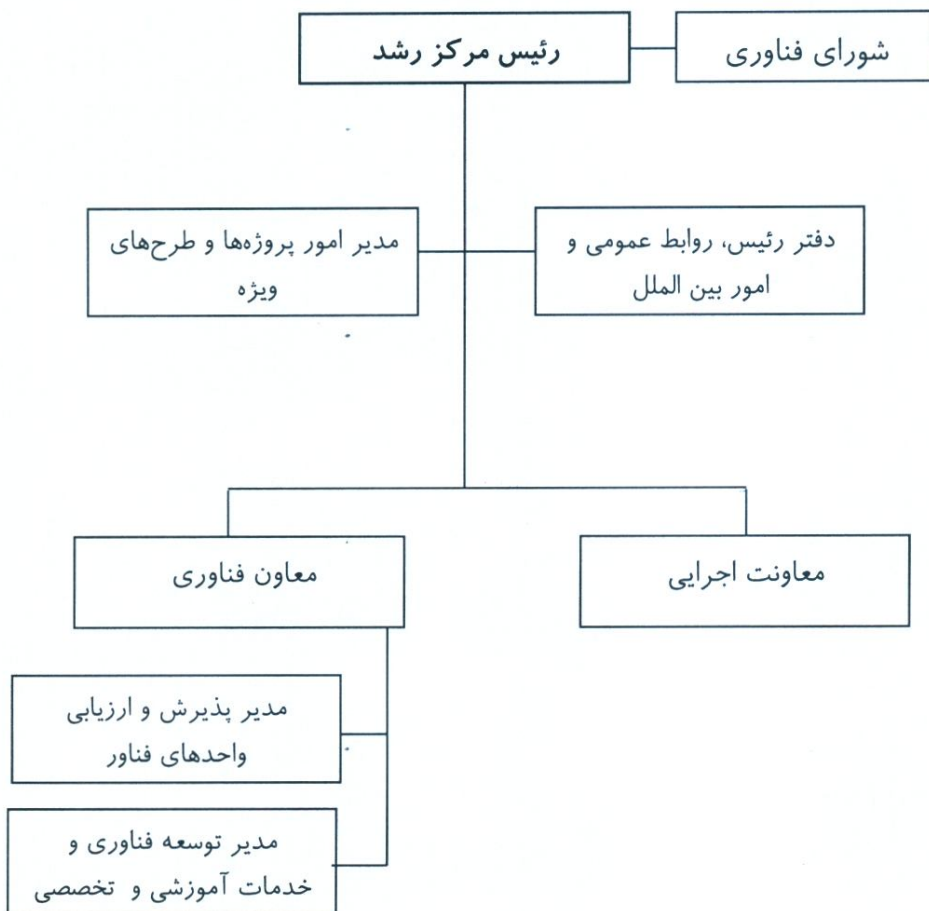 رئیس مرکز رشد
شورای فناوری
دفتر رئیس، روابط عمومی و
امور بین الملل
مدیر امور پروژه‌ها و طرح‌های
ویژه
معاونت اجرایی
معاون فناوری
مدیر پذیرش و ارزیابی
واحدهای فناور
مدیر توسعه فناوری و
خدمات آموزشی و تخصصی